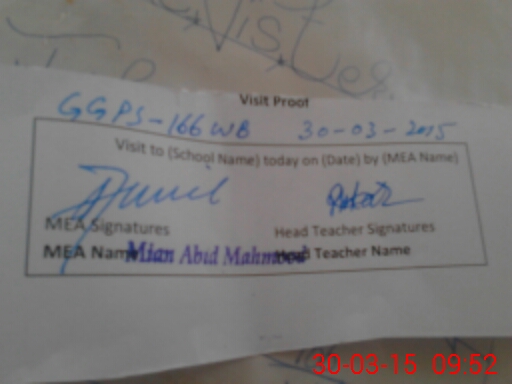 Visit Proof
GGPS-166 WB 30-03-2015
Visit to (School Name) today on (Date) by (MEA Name)
MEA Signatures Head Teacher Signatures
MEA Name Mian Abid Mahmood Head Teacher Name
30-03-15 09:52